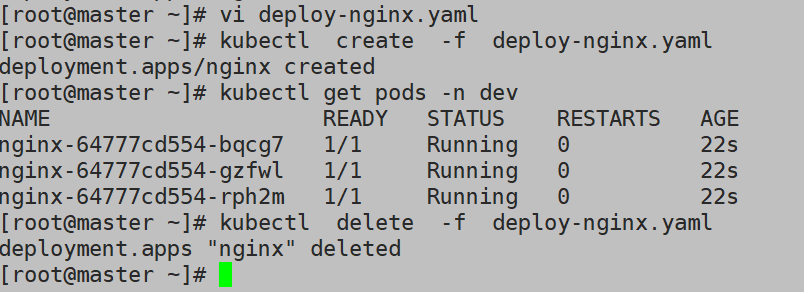 [root@master ~]# vi deploy-nginx.yaml
[root@master ~]# kubectl  create  -f  deploy-nginx.yaml
deployment.apps/nginx created
[root@master ~]# kubectl get pods -n dev
NAME                     READY   STATUS    RESTARTS   AGE
nginx-64777cd554-bqcg7   1/1     Running   0          22s
nginx-64777cd554-gzfwl   1/1     Running   0          22s
nginx-64777cd554-rph2m   1/1     Running   0          22s
[root@master ~]# kubectl  delete  -f  deploy-nginx.yaml
deployment.apps "nginx" deleted
[root@master ~]#